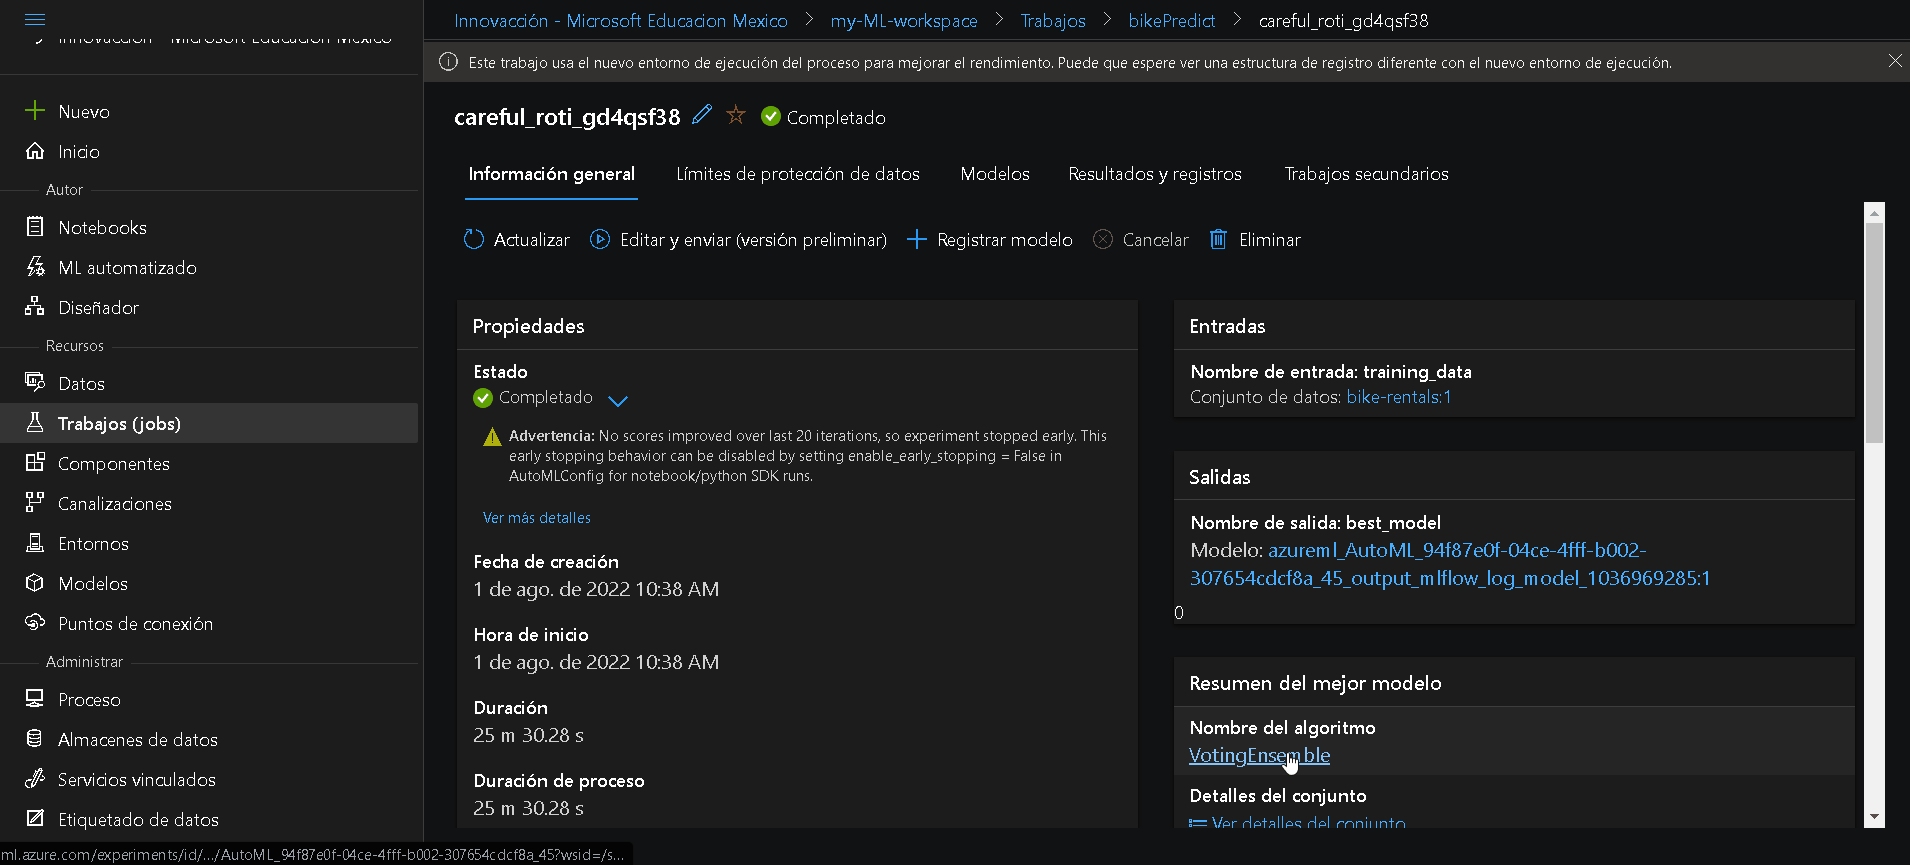 Innovacción - Microsoft Educacion Mexico
Nuevo
Inicio
Autor
Notebooks
ML automatizado
Diseñador
Recursos
Datos
Trabajos (jobs)
Componentes
Canalizaciones
Entornos
Modelos
Puntos de conexión
Administrar
Proceso
Almacenes de datos
Servicios vinculados
Etiquetado de datos
ml.azure.com/experiments/id/.../AutoML_94f87e0f-04ce-4fff-b002-307654cdcf8a_45?wsid=/s...
Innovacción - Microsoft Educacion Mexico > my-ML-workspace > Trabajos > bikePredict > careful_roti_gd4qsf38
Este trabajo usa el nuevo entorno de ejecución del proceso para mejorar el rendimiento. Puede que espere ver una estructura de registro diferente con el nuevo entorno de ejecución.
careful_roti_gd4qsf38 Completado
Información general Límites de protección de datos Modelos Resultados y registros Trabajos secundarios
Actualizar Editar y enviar (versión preliminar) Registrar modelo Cancelar Eliminar
Propiedades
Estado
Completado
Advertencia: No scores improved over last 20 iterations, so experiment stopped early. This
early stopping behavior can be disabled by setting enable_early_stopping = False in
AutoMLConfig for notebook/python SDK runs.
Ver más detalles
Fecha de creación
1 de ago. de 2022 10:38 AM
Hora de inicio
1 de ago. de 2022 10:38 AM
Duración
25 m 30.28 s
Duración de proceso
25 m 30.28 s
Entradas
Nombre de entrada: training_data
Conjunto de datos: bike-rentals:1
Salidas
Nombre de salida: best_model
Modelo: azureml_AutoML_94f87e0f-04ce-4fff-b002-
307654cdcf8a_45_output_mlflow_log_model_1036969285:1
0
Resumen del mejor modelo
Nombre del algoritmo
VotingEnsemble
Detalles del conjunto
Ver detalles del conjunto